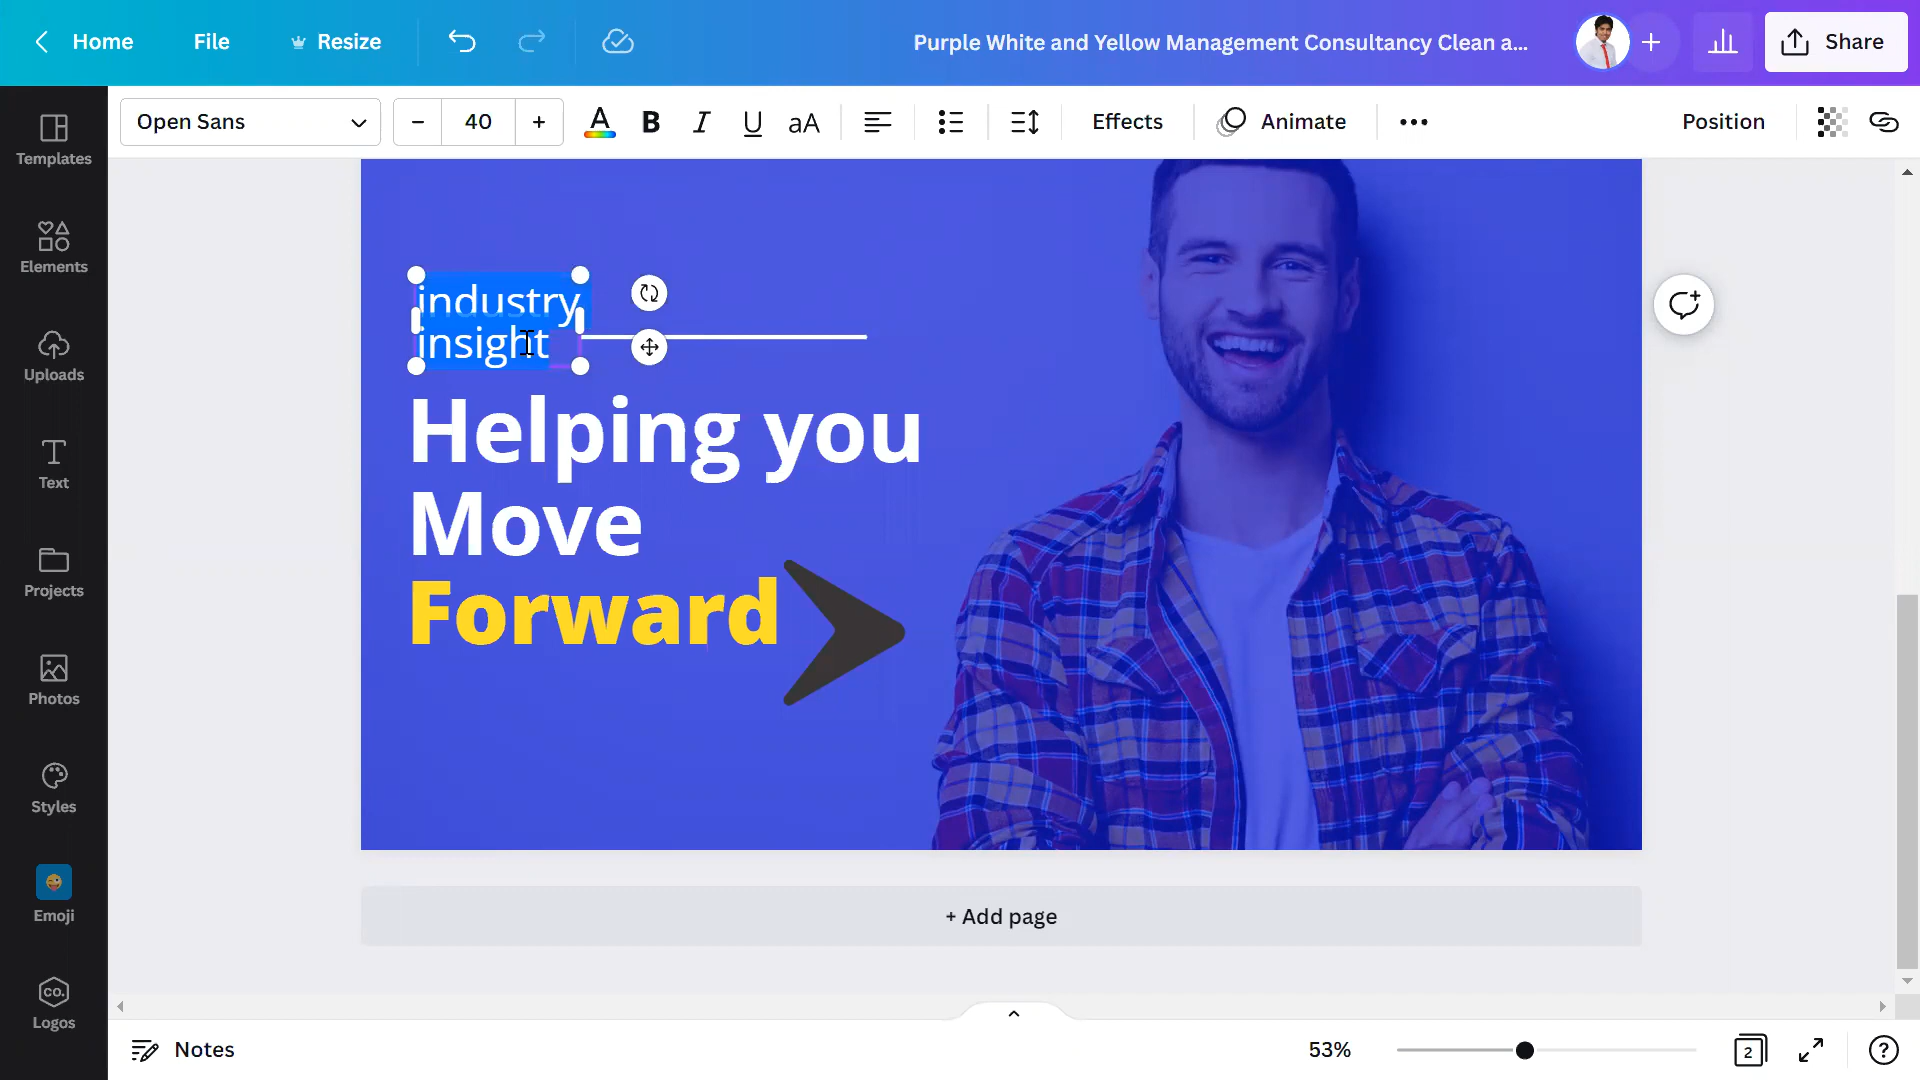 Home
File
Resize
Purple White and Yellow Management Consultancy Clean a...
Share
Open Sans
− 40 +
A B I U aA
Effects
Animate
Position
Templates
Elements
Uploads
Text
Projects
Photos
Styles
Emoji
CO.
Logos
industry
insight
Helping you
Move
Forward
+ Add page
Notes
53%
2
?